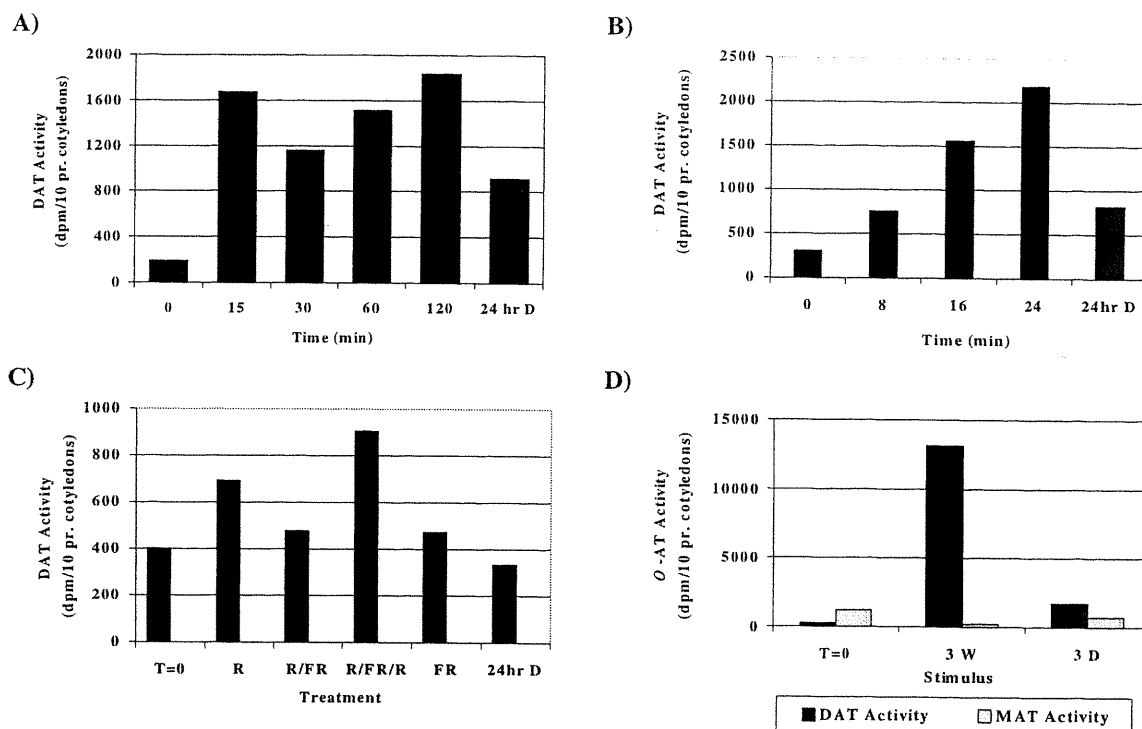 A)
DAT Activity
(dpm/10 pr. cotyledons)
2000
1600
1200
800
400
0
0 15 30 60 120 24 hr D
Time (min)
B)
DAT Activity
(dpm/10 pr. cotyledons)
2500
2000
1500
1000
500
0
0 8 16 24 24hr D
Time (min)
C)
DAT Activity
(dpm/10 pr. cotyledons)
1000
800
600
400
200
0
T=0 R R/FR R/FR/R FR 24hr D
Treatment
D)
O-AT Activity
(dpm/10 pr. cotyledons)
15000
10000
5000
0
T=0 3 W 3 D
Stimulus
DAT Activity MAT Activity